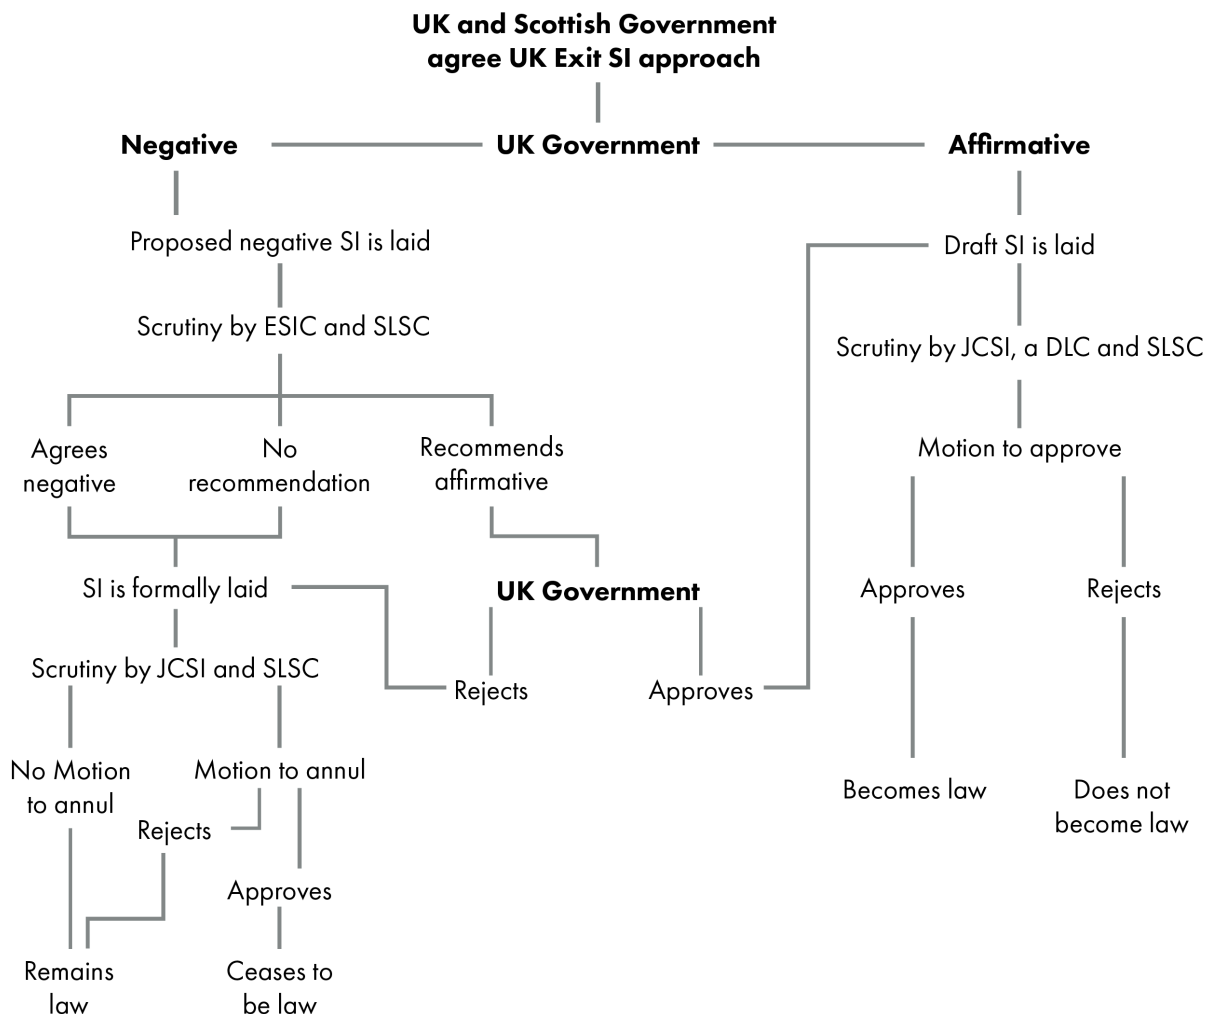 UK and Scottish Government
agree UK Exit SI approach
Negative
UK Government
Affirmative
Proposed negative SI is laid
Draft SI is laid
Scrutiny by ESIC and SLSC
Scrutiny by JCSI, a DLC and SLSC
Agrees
negative
No
recommendation
Recommends
affirmative
Motion to approve
SI is formally laid
UK Government
Approves
Rejects
Scrutiny by JCSI and SLSC
Rejects
Approves
No Motion
to annul
Motion to annul
Becomes law
Does not
become law
Rejects
Approves
Remains
law
Ceases to
be law